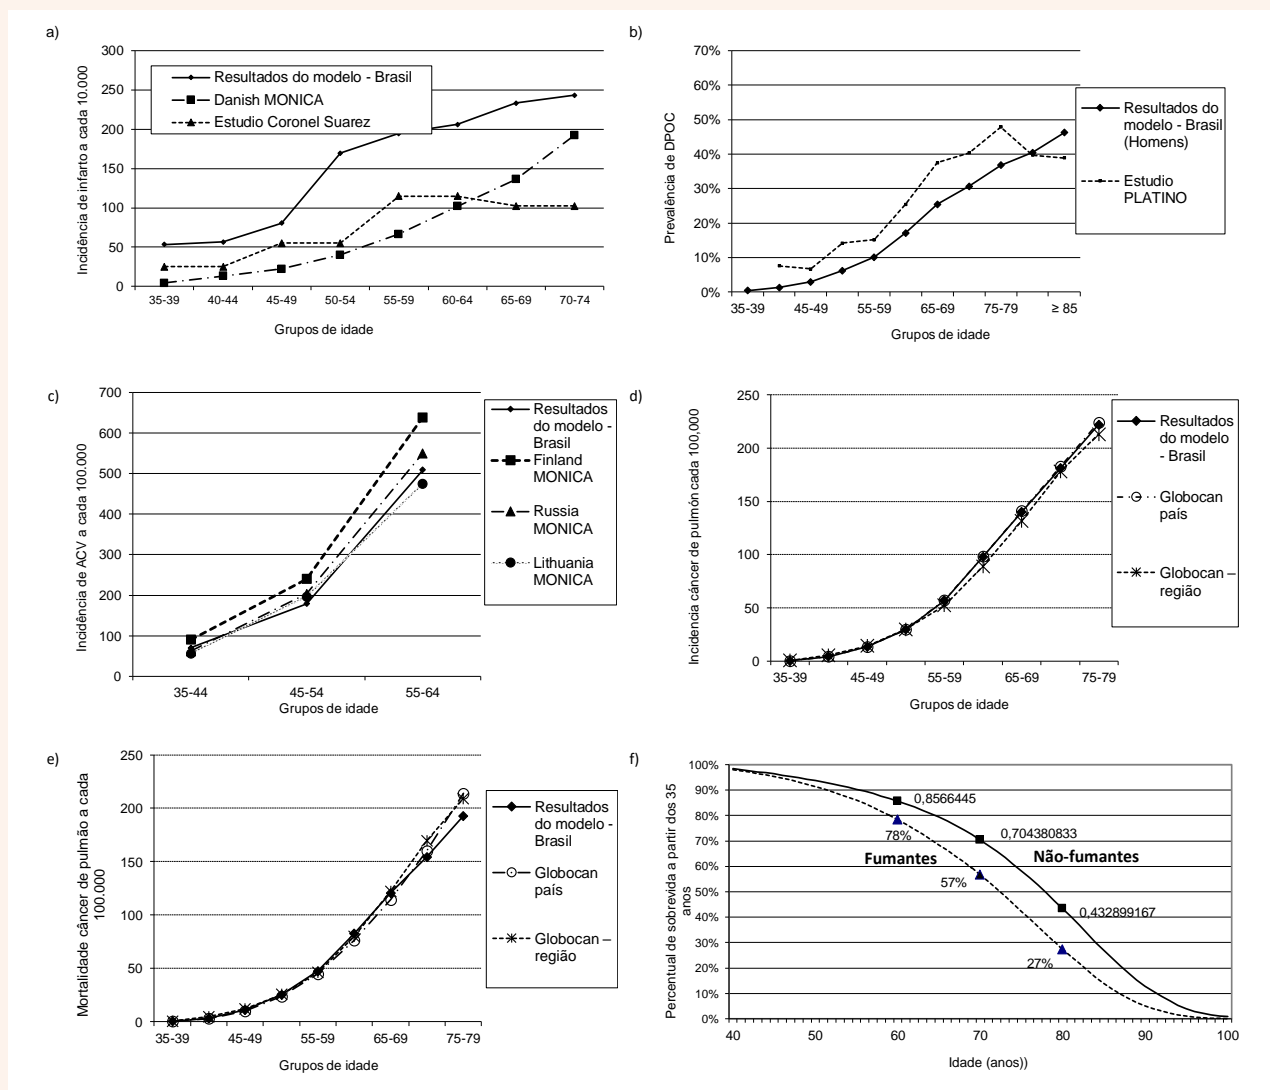 a)
Incidência de infarto a cada 10.000
300
250
200
150
100
50
0
Resultados do modelo - Brasil
Danish MONICA
Estudio Coronel Suarez
35-39 40-44 45-49 50-54 55-59 60-64 65-69 70-74
Grupos de idade
b)
Prevalência de DPOC
70%
60%
50%
40%
30%
20%
10%
0%
35-39 45-49 55-59 65-69 75-79 ≥ 85
Grupos de idade
Resultados do
modelo - Brasil
(Homens)
Estudio
PLATINO
c)
Incidência de ACV a cada 100.000
700
600
500
400
300
200
100
0
35-44 45-54 55-64
Grupos de idade
Resultados
do modelo -
Brasil
Finland
MONICA
Russia
MONICA
Lithuania
MONICA
d)
Incidencia câncer de pulmón cada 100,000
250
200
150
100
50
0
35-39 45-49 55-59 65-69 75-79
Grupos de idade
Resultados
do modelo
- Brasil
Globocan
país
Globocan –
região
e)
Mortalidade câncer de pulmão a cada
100.000
250
200
150
100
50
0
35-39 45-49 55-59 65-69 75-79
Grupos de idade
Resultados
do modelo -
Brasil
Globocan
país
Globocan –
região
f)
Percentual de sobrevida a partir dos 35
anos
100%
90%
80%
70%
60%
50%
40%
30%
20%
10%
0%
0,8566445
78%
0,704380833
Fumantes
Não-fumantes
57%
0,432899167
27%
40 50 60 70 80 90 100
Idade (anos))